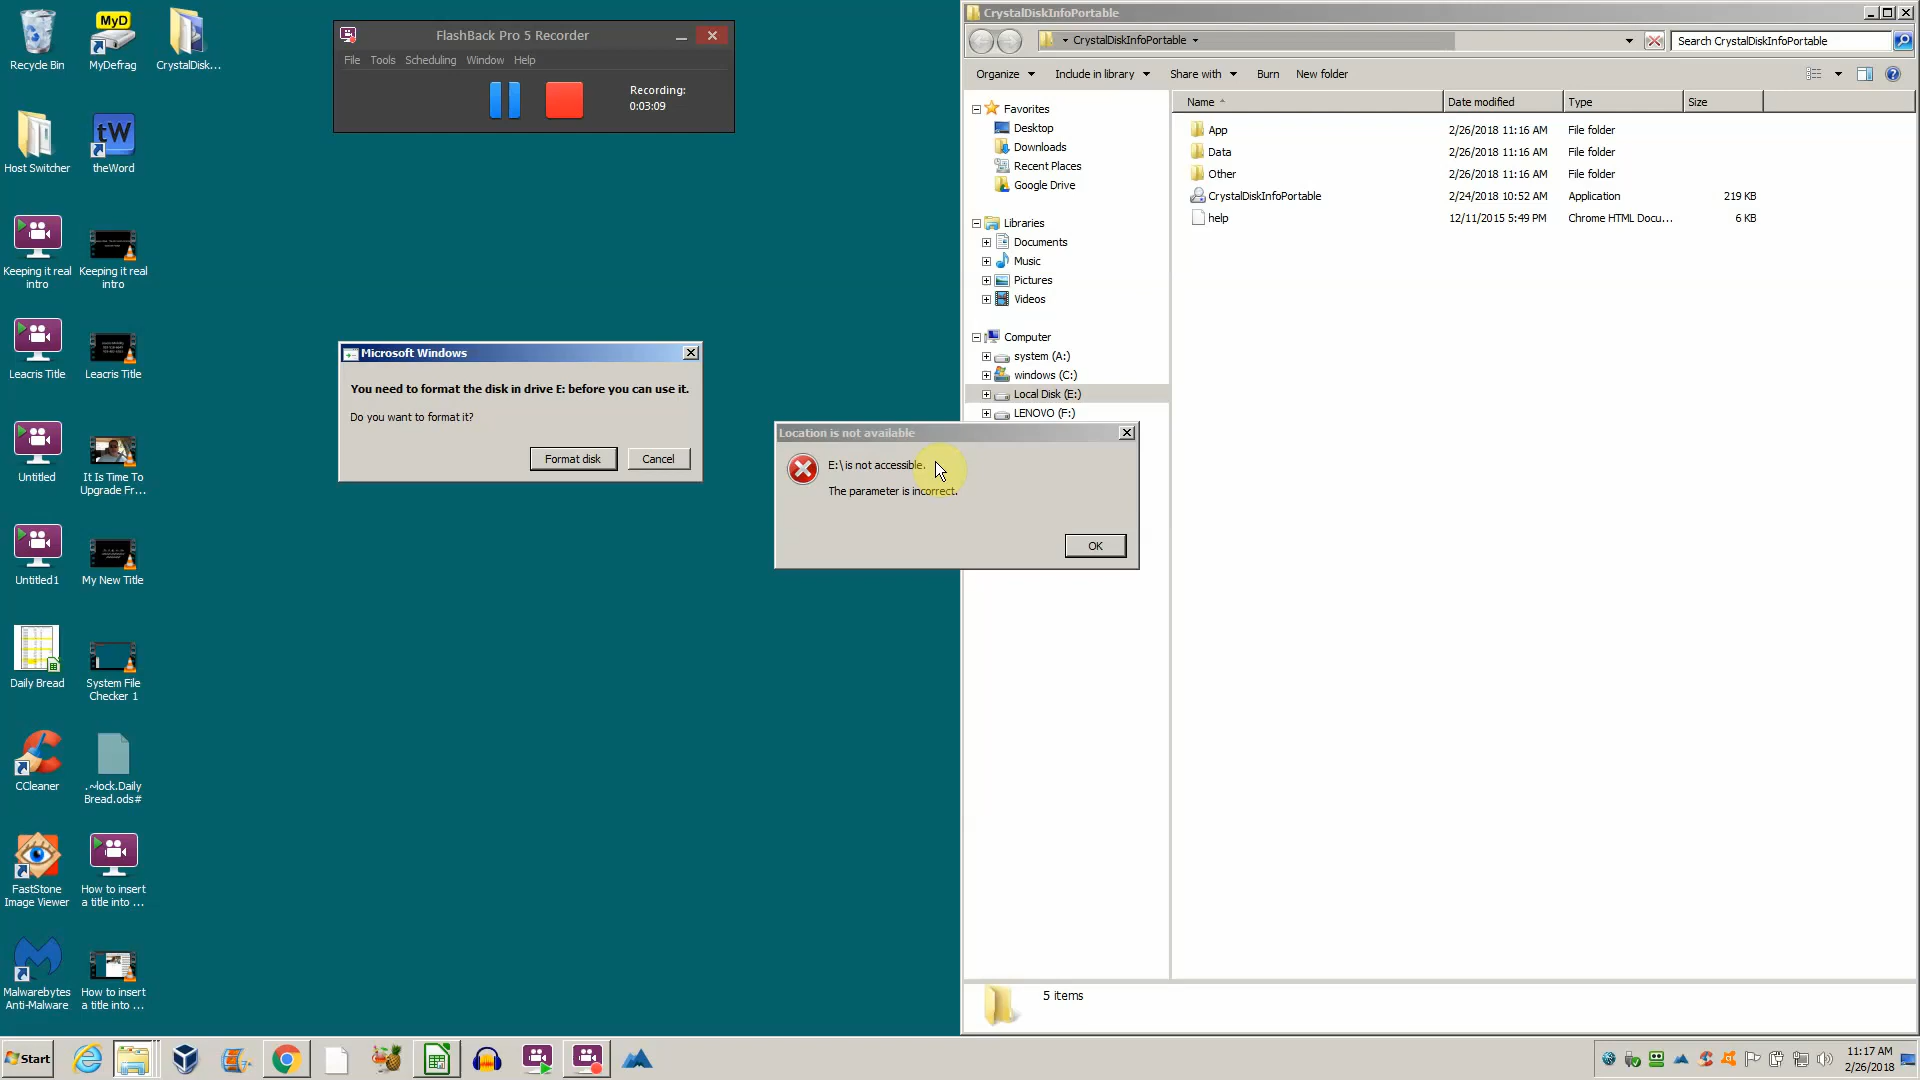 Recycle Bin
MyD
MyDefrag
CrystalDisk...
Host Switcher
tW
theWord
Keeping it real
intro
Keeping it real
intro
Leacris Title
Leacris Title
Untitled
It Is Time To
Upgrade Fr...
Untitled1
My New Title
Daily Bread
System File
Checker 1
CCleaner
.~lock.Daily
Bread.ods#
FastStone
Image Viewer
How to insert
a title into ...
Malwarebytes
Anti-Malware
How to insert
a title into ...
FlashBack Pro 5 Recorder
File Tools Scheduling Window Help
Recording:
0:03:09
Microsoft Windows
You need to format the disk in drive E: before you can use it.
Do you want to format it?
Format disk Cancel
Location is not available
E:\ is not accessible.
The parameter is incorrect.
OK
CrystalDiskInfoPortable
CrystalDiskInfoPortable
Search CrystalDiskInfoPortable
Organize Include in library Share with Burn New folder
Favorites
Desktop
Downloads
Recent Places
Google Drive
Libraries
Documents
Music
Pictures
Videos
Computer
system (A:)
windows (C:)
Local Disk (E:)
LENOVO (F:)
Name Date modified Type Size
App 2/26/2018 11:16 AM File folder
Data 2/26/2018 11:16 AM File folder
Other 2/26/2018 11:16 AM File folder
CrystalDiskInfoPortable 2/24/2018 10:52 AM Application 219 KB
help 12/11/2015 5:49 PM Chrome HTML Docu... 6 KB
5 items
Start
11:17 AM
2/26/2018